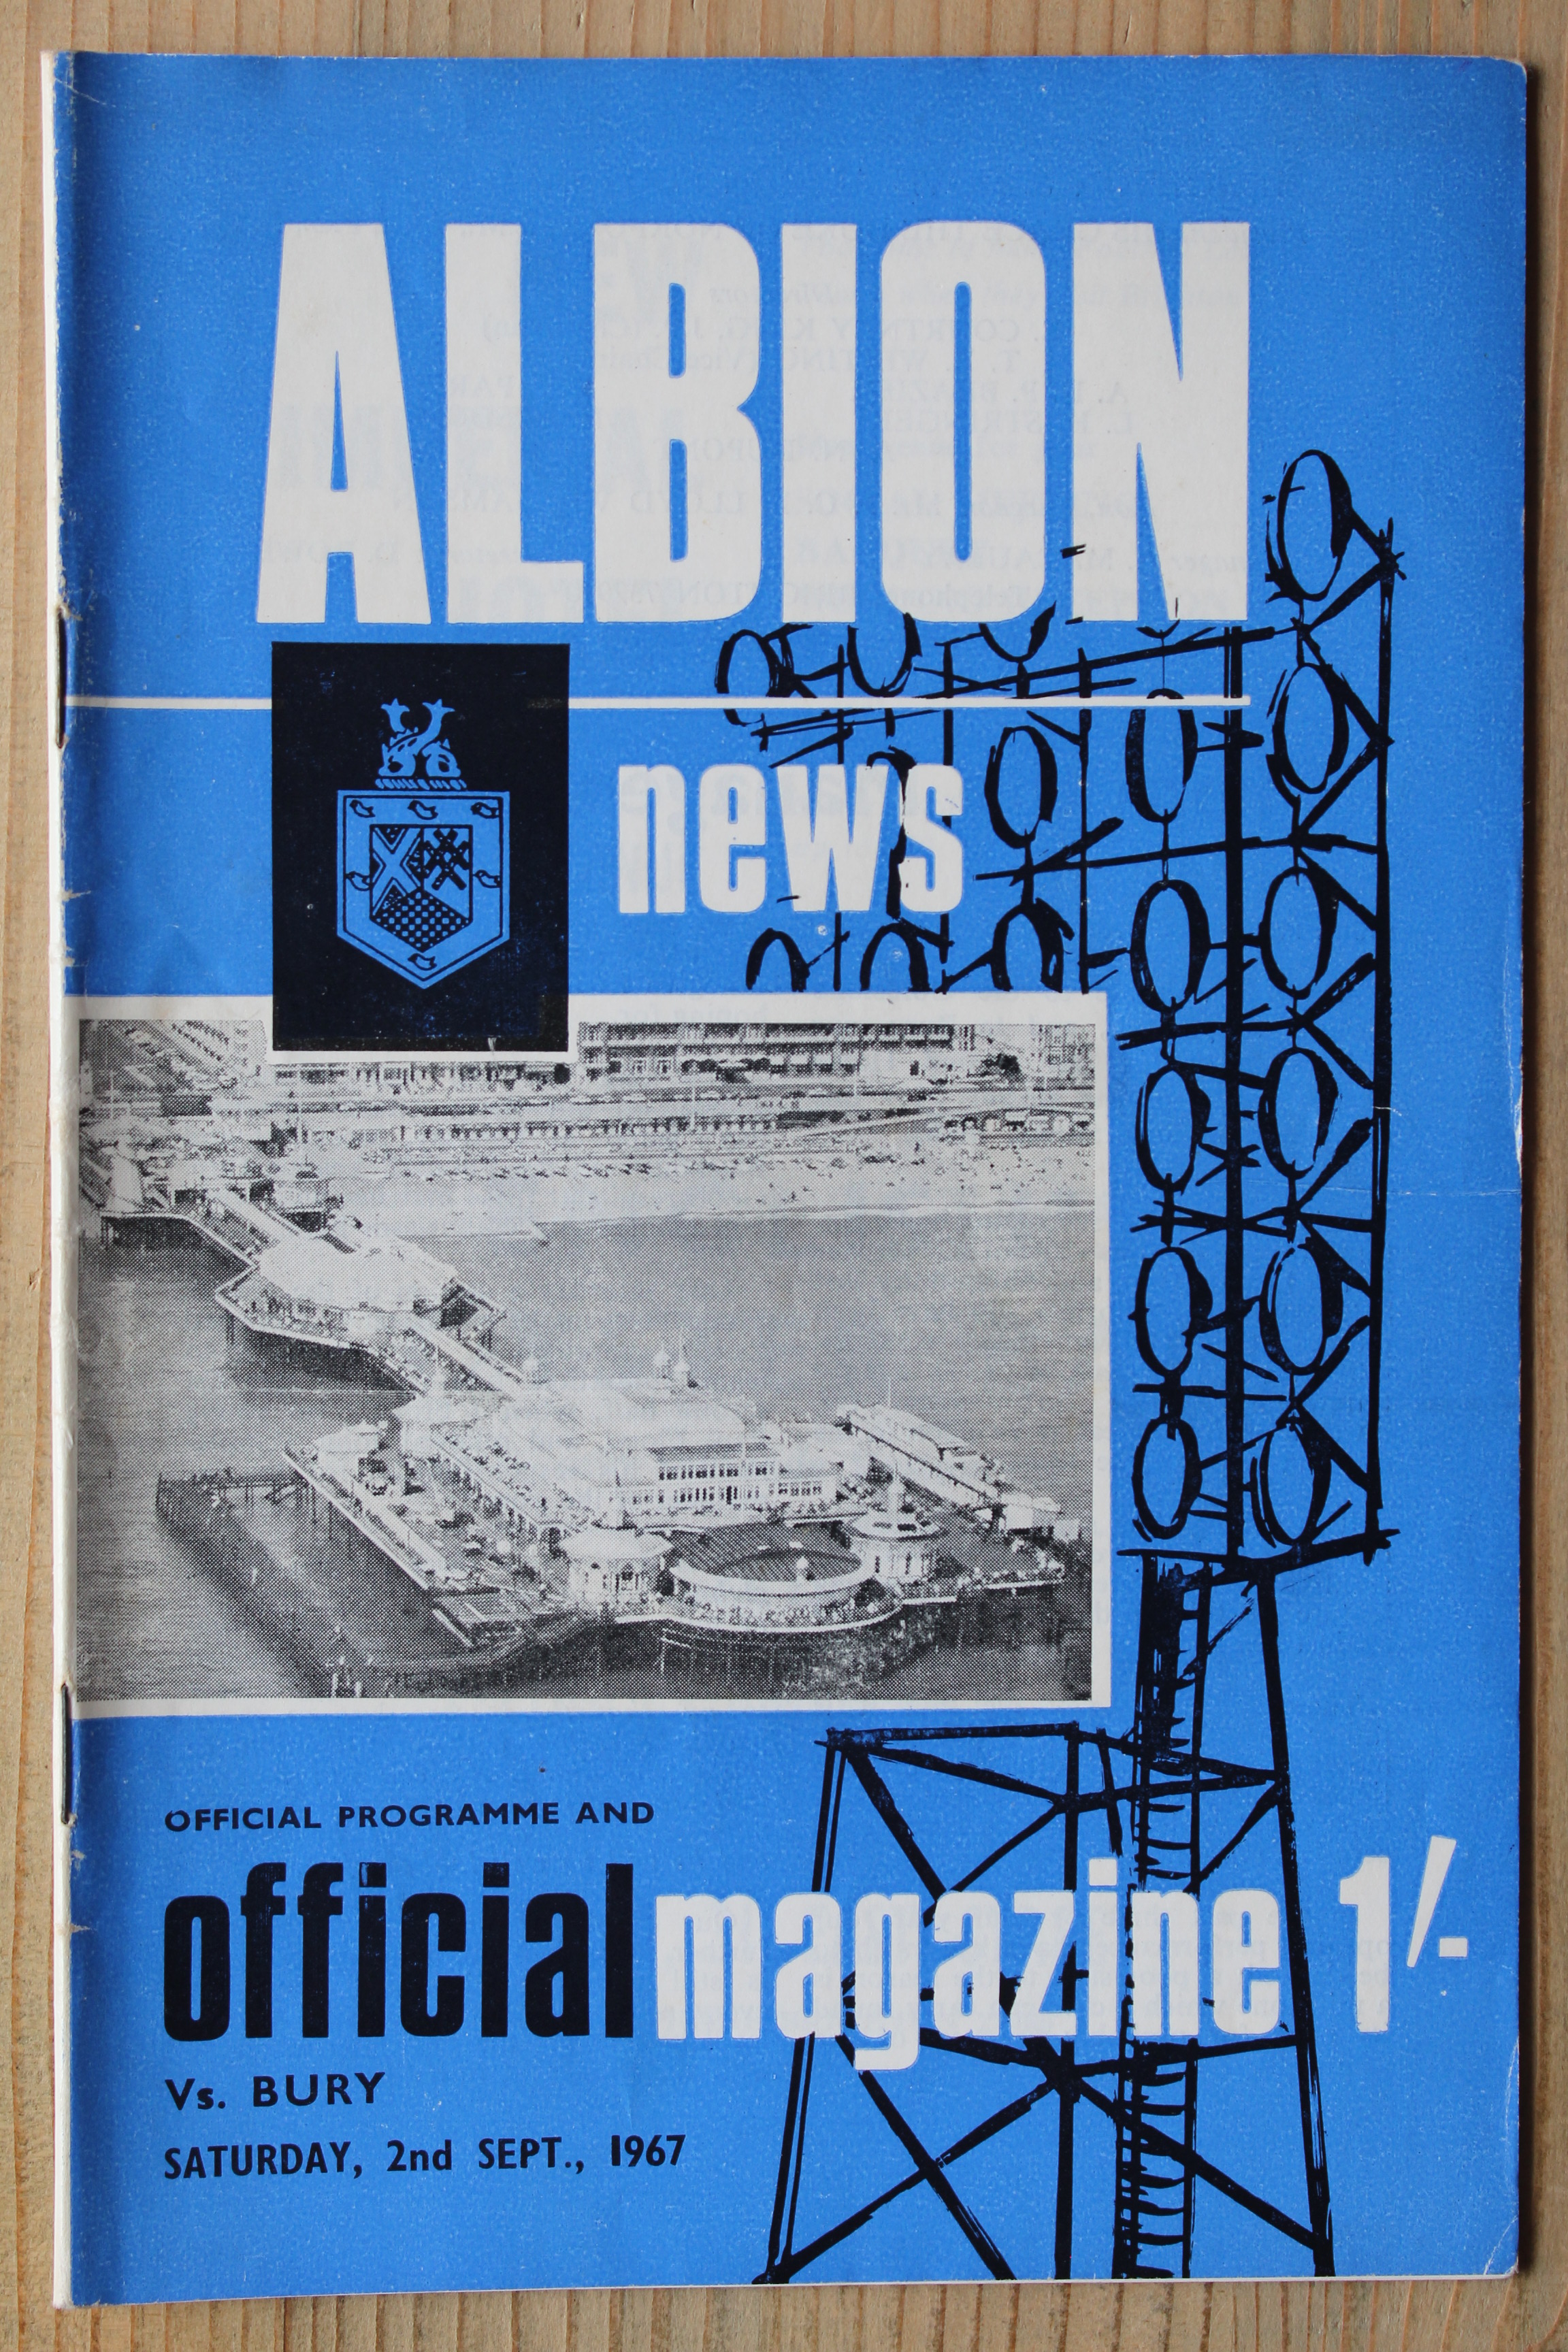 ALBION
news
OFFICIAL PROGRAMME AND
official magazine 1/-
Vs. BURY
SATURDAY, 2nd SEPT., 1967